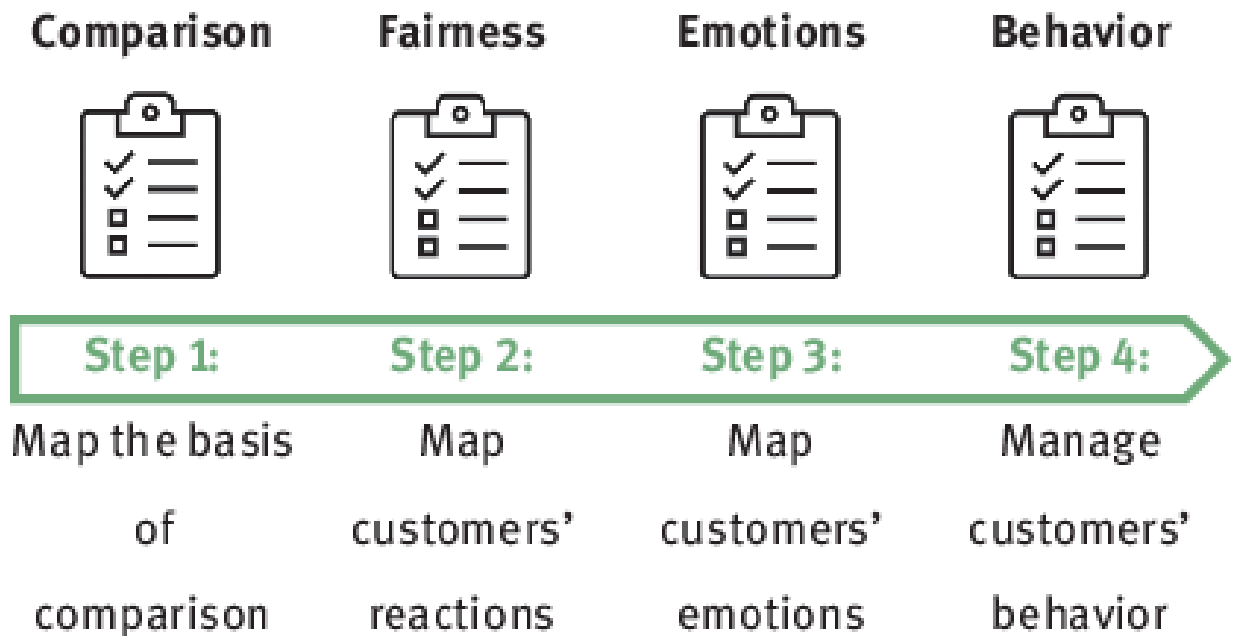 Comparison Fairness Emotions Behavior
Step 1: Step 2: Step 3: Step 4:
Map the basis Map Map Manage
of customers’ customers’ customers’
comparison reactions emotions behavior